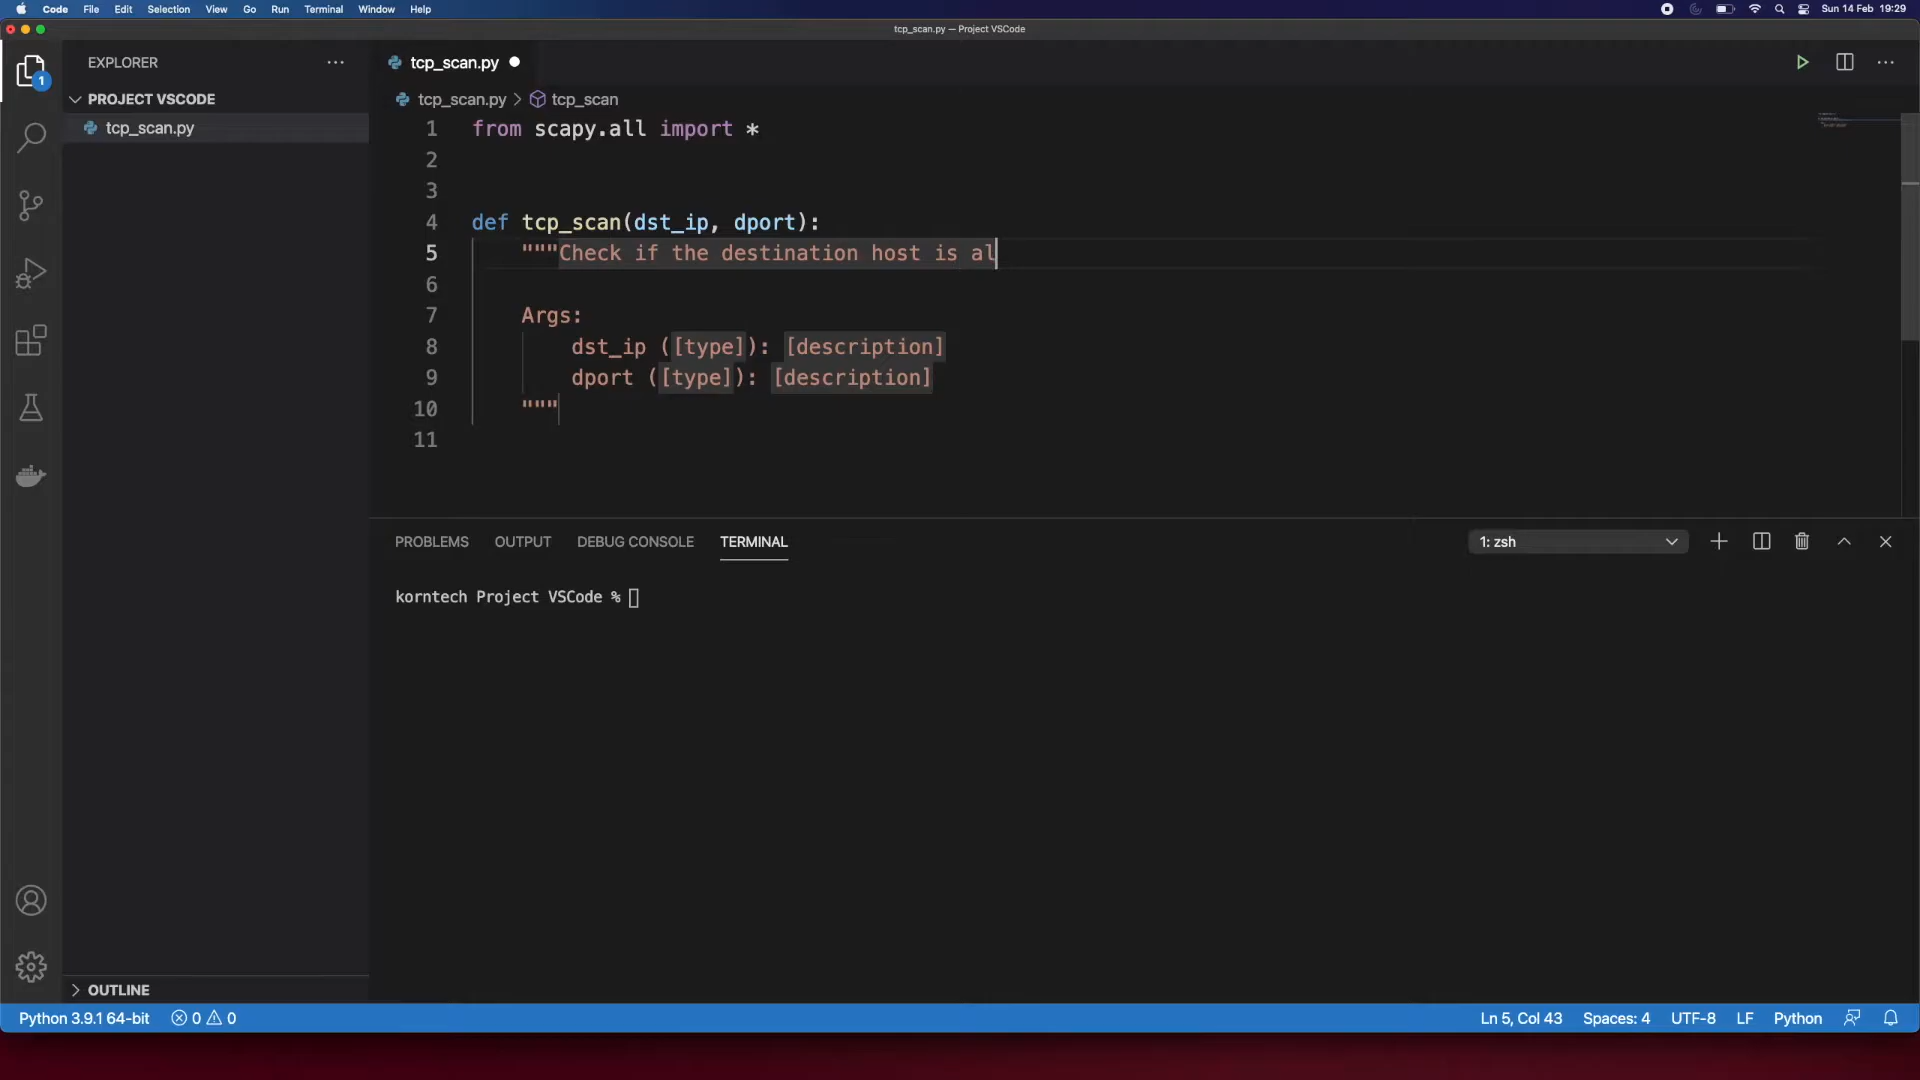 Code File Edit Selection View Go Run Terminal Window Help Sun 14 Feb 19:29
tcp_scan.py — Project VSCode
EXPLORER
1
PROJECT VSCODE
tcp_scan.py
tcp_scan.py
tcp_scan.py > tcp_scan
1 from scapy.all import *
2
3
4 def tcp_scan(dst_ip, dport):
5 """Check if the destination host is al
6
7 Args:
8 dst_ip ([type]): [description]
9 dport ([type]): [description]
10 """
11
PROBLEMS OUTPUT DEBUG CONSOLE TERMINAL 1: zsh
korntech Project VSCode %
OUTLINE
Python 3.9.1 64-bit 0 0 Ln 5, Col 43 Spaces: 4 UTF-8 LF Python